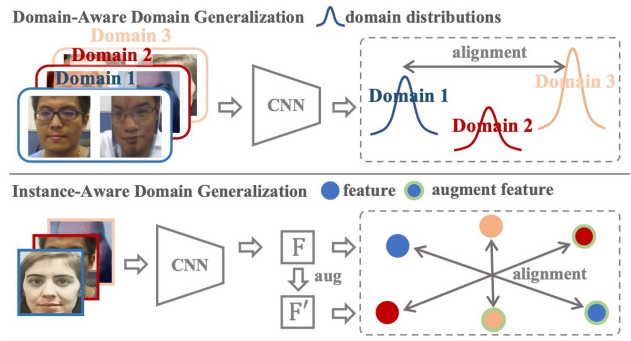 Domain-Aware Domain Generalization
domain distributions
Domain 3
Domain 2
Domain 1
CNN
alignment
Domain 1
Domain 2
Domain 3
Instance-Aware Domain Generalization
feature
augment feature
CNN
F
aug
F′
alignment